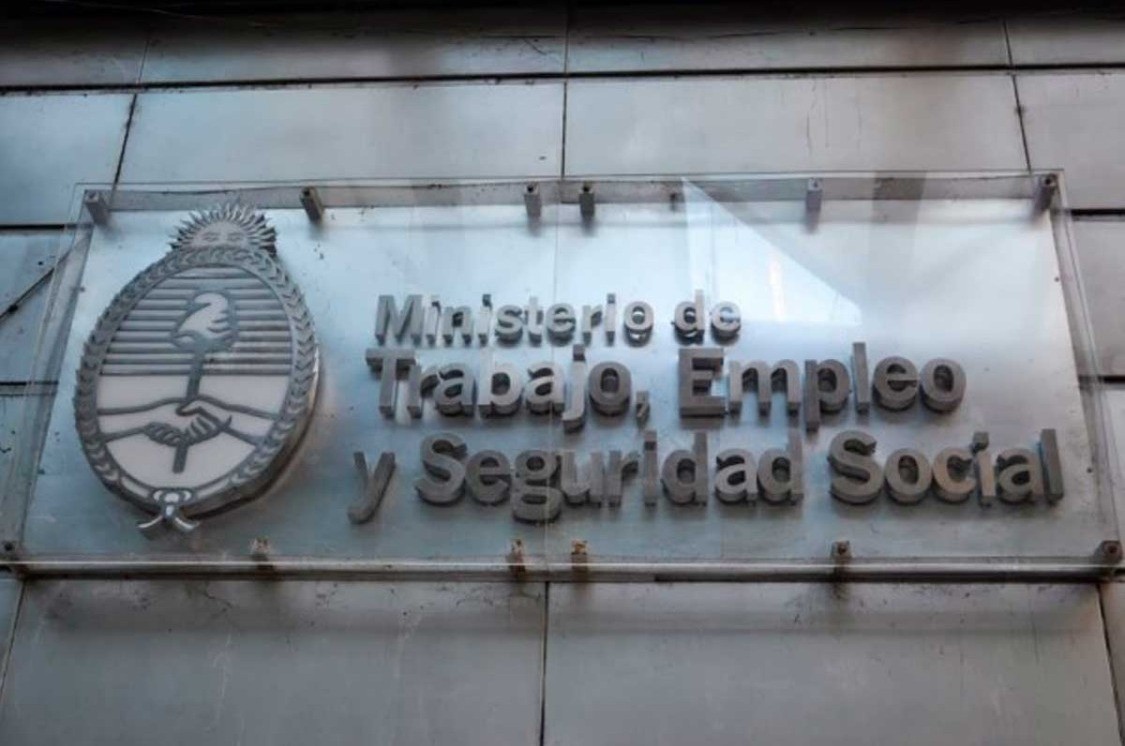 Ministerio de
Trabajo, Empleo
y Seguridad Social